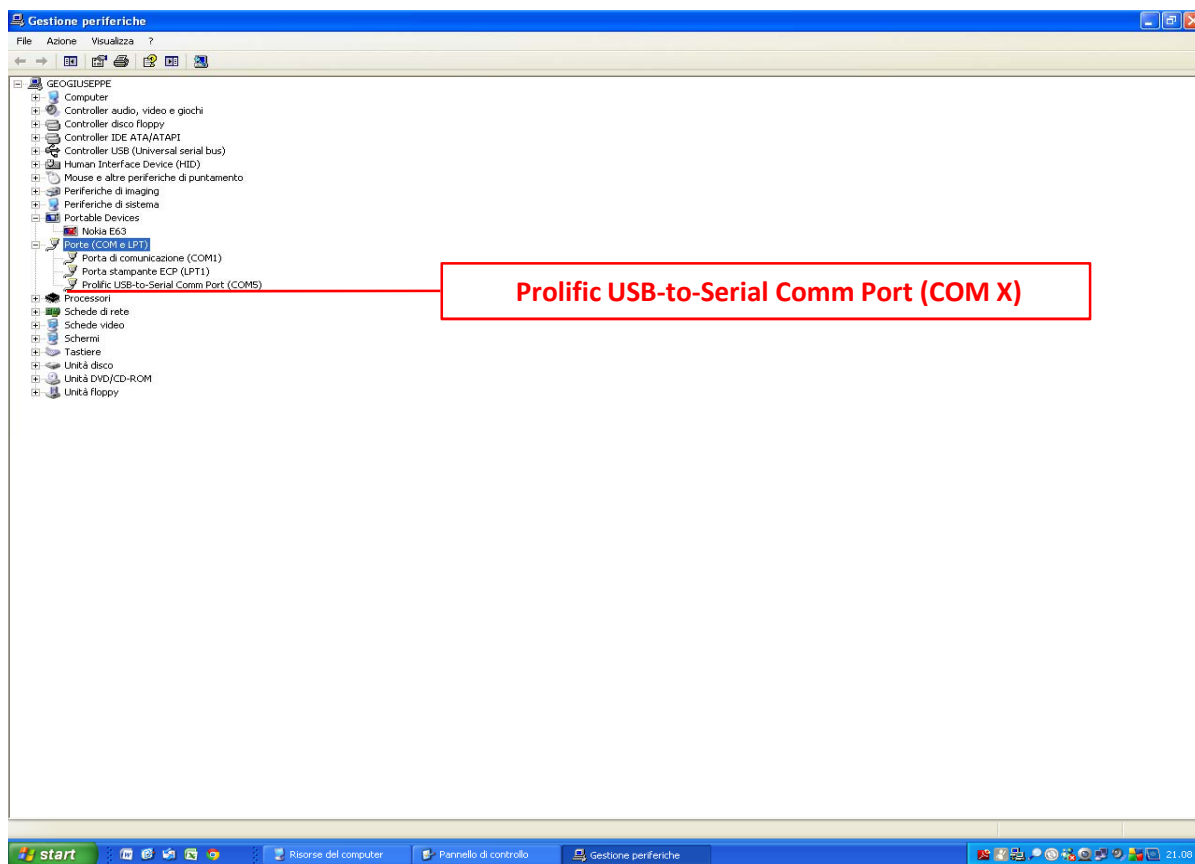 Gestione periferiche
File Azione Visualizza ?
GEOGIUSEPPE
Computer
Controller audio, video e giochi
Controller disco floppy
Controller IDE ATA/ATAPI
Controller USB (Universal serial bus)
Human Interface Device (HID)
Mouse e altre periferiche di puntamento
Periferiche di imaging
Periferiche di sistema
Portable Devices
Nokia E63
Porte (COM e LPT)
Porta di comunicazione (COM1)
Porta stampante ECP (LPT1)
Prolific USB-to-Serial Comm Port (COM5)
Prolific USB-to-Serial Comm Port (COM X)
Processori
Schede di rete
Schede video
Schermi
Tastiere
Unità disco
Unità DVD/CD-ROM
Unità floppy
start Risorse del computer Pannello di controllo Gestione periferiche 21.08